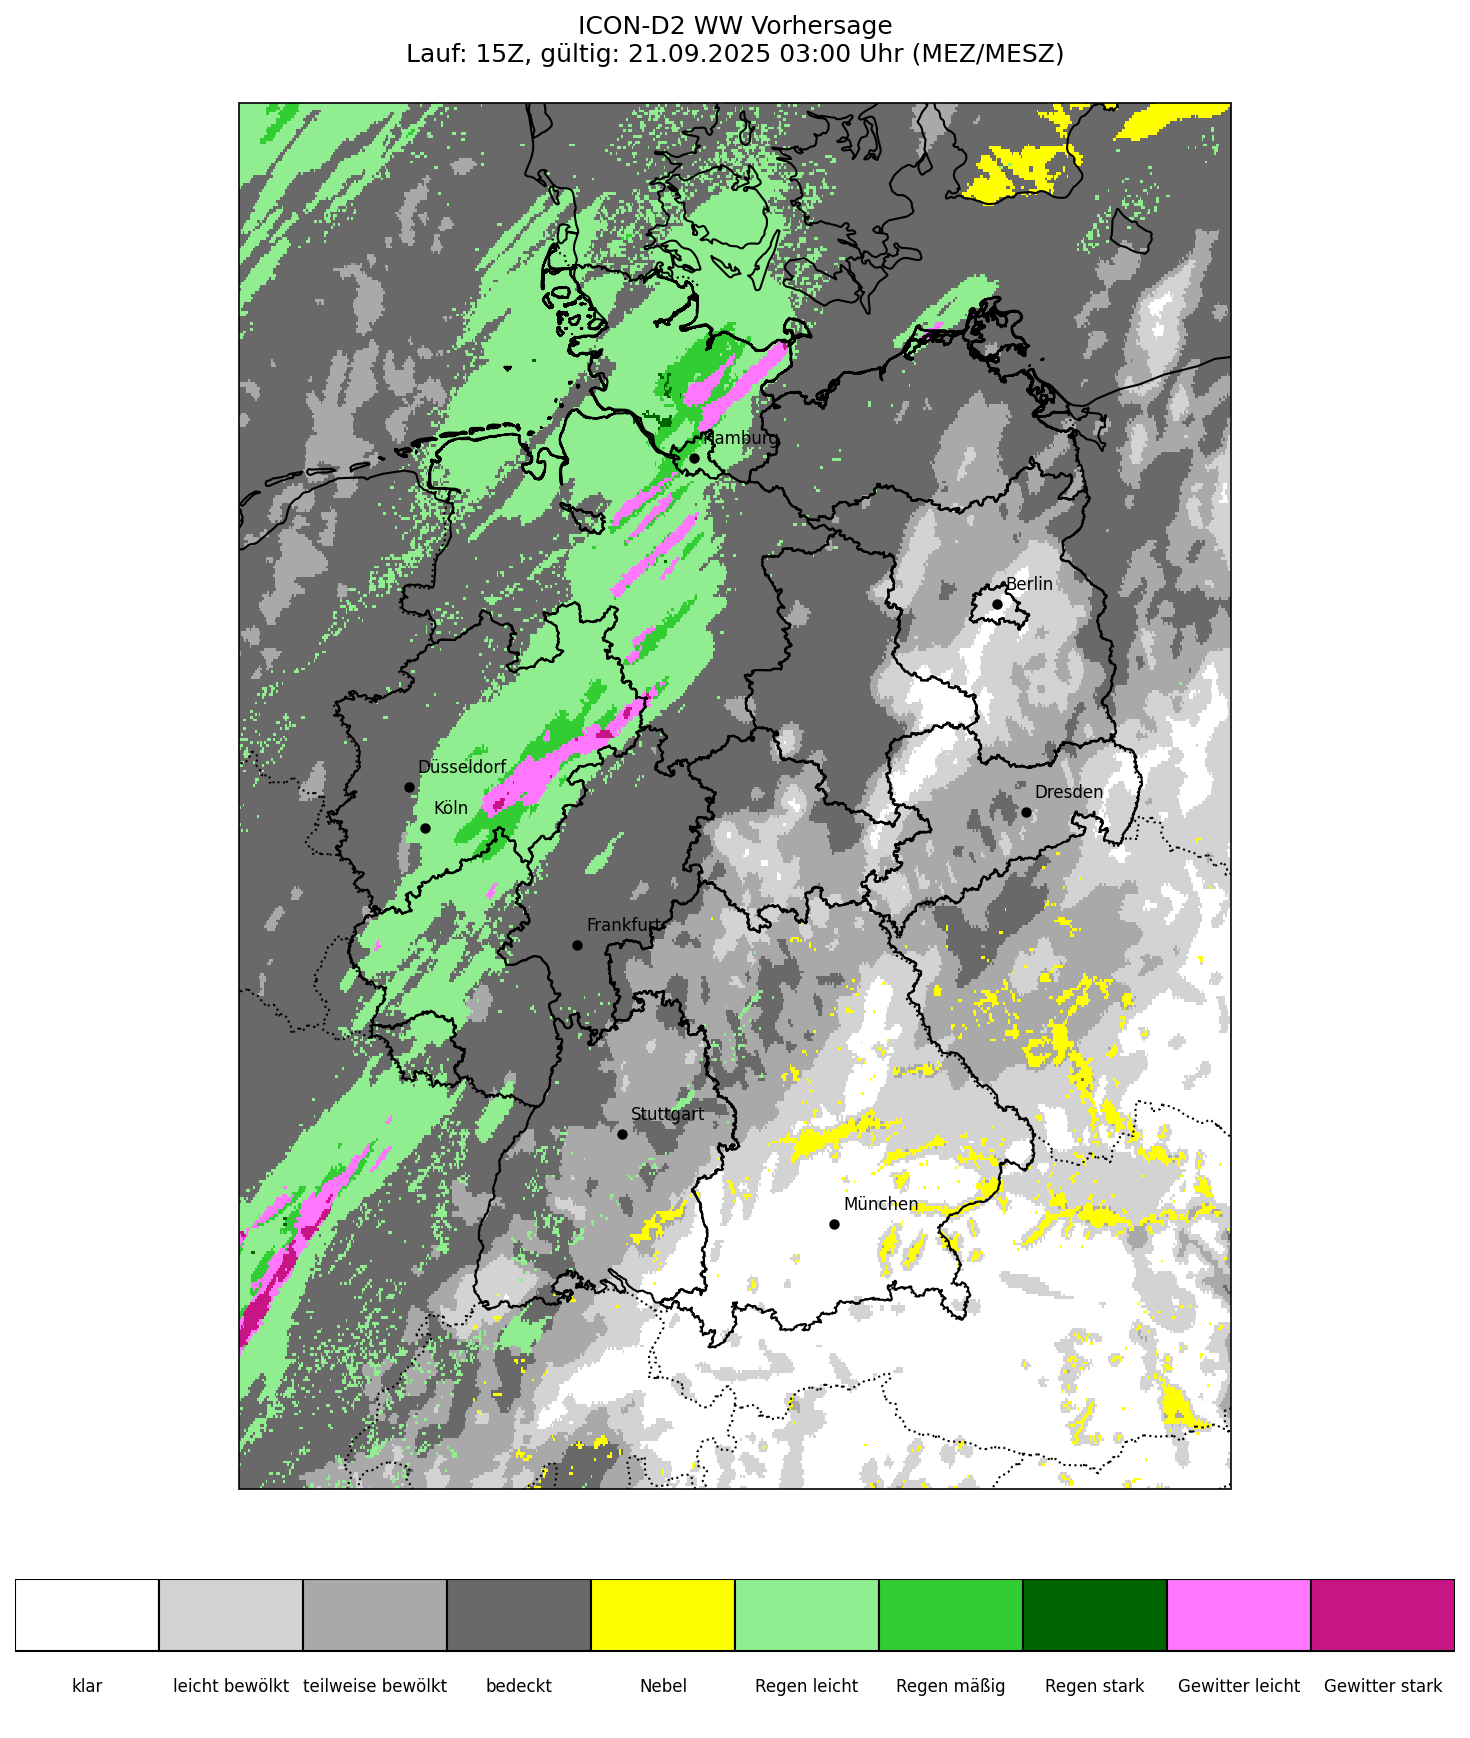 ICON-D2 WW Vorhersage
Lauf: 15Z, gültig: 21.09.2025 03:00 Uhr (MEZ/MESZ)
Hamburg
Berlin
Düsseldorf
Köln
Dresden
Frankfurt
Stuttgart
München
klar
leicht bewölkt
teilweise bewölkt
bedeckt
Nebel
Regen leicht
Regen mäßig
Regen stark
Gewitter leicht
Gewitter stark